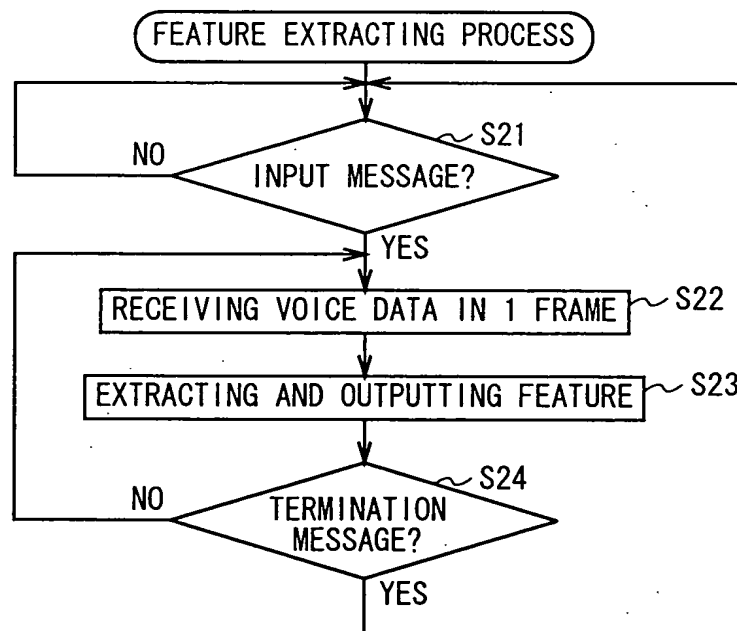 FEATURE EXTRACTING PROCESS
S21
NO
INPUT MESSAGE?
YES
RECEIVING VOICE DATA IN 1 FRAME
S22
EXTRACTING AND OUTPUTTING FEATURE
S23
S24
NO
TERMINATION
MESSAGE?
YES